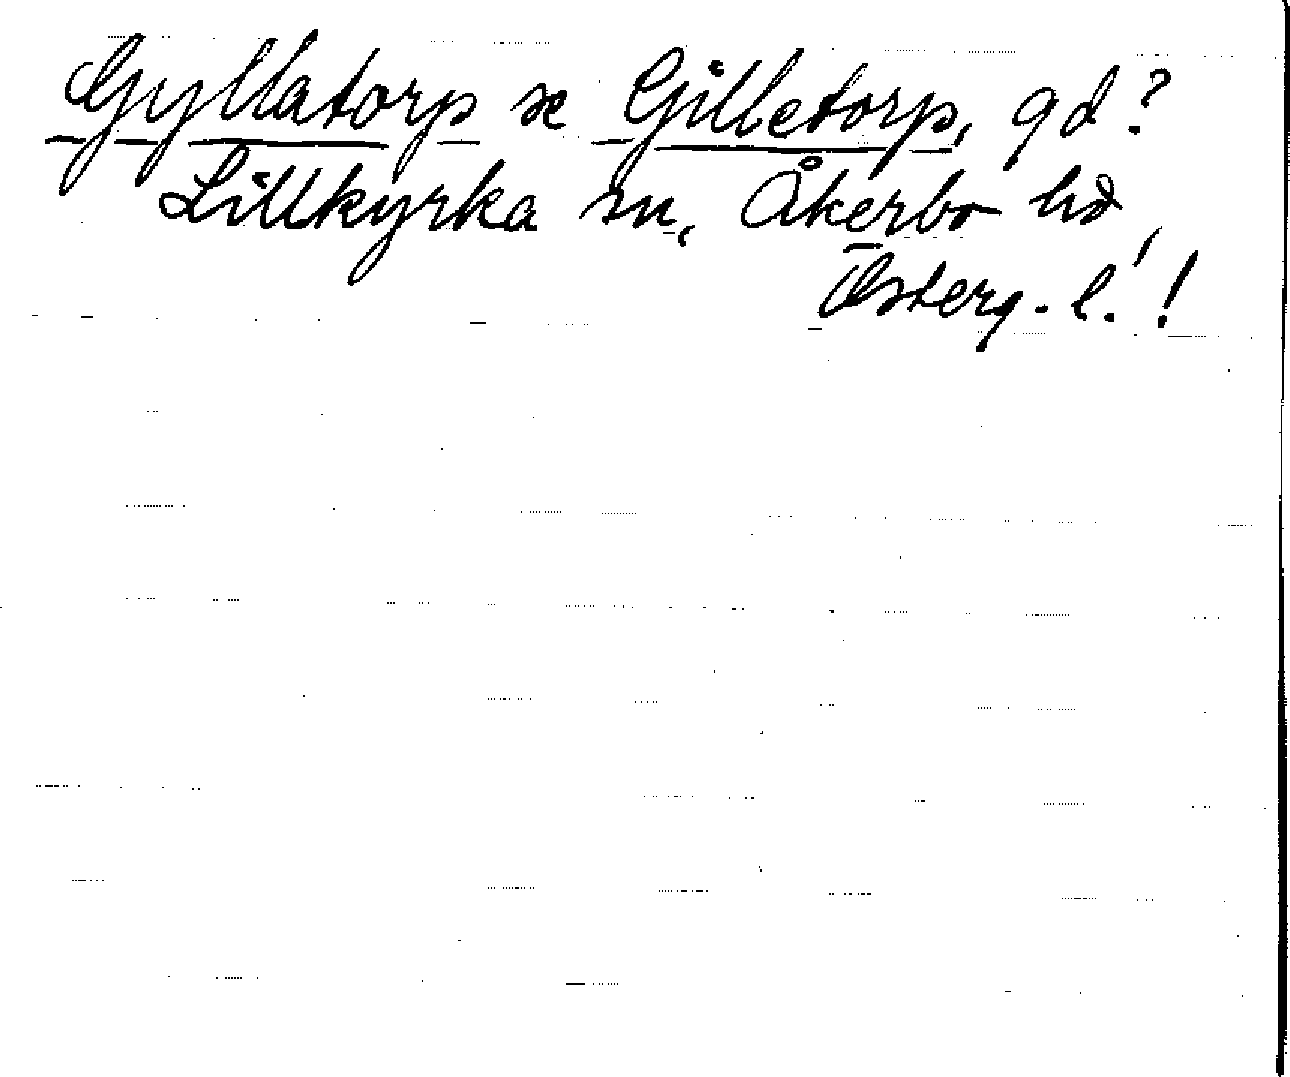 Gyllatorp se Gilletorp, gd?
Lillkyrka sn, Åkerbo hd,
Österg. l. !